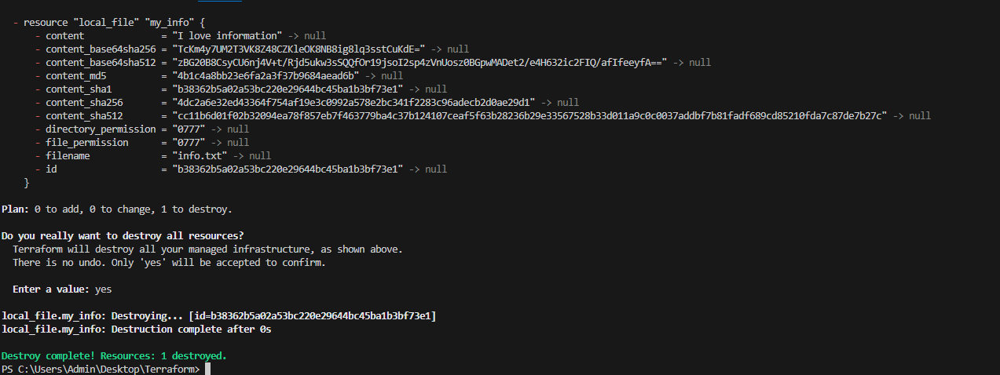 - resource "local_file" "my_info" {
- content = "I love information" -> null
- content_base64sha256 = "TcKm4y7UM2T3VK8Z48CZKleOK8NB8ig8lq3sstCuKdE=" -> null
- content_base64sha512 = "zBG20B8CsyCU6nj4V+t/Rjd5ukw3sSQQfOr19jsoI2sp4zVnUosz0BGpwMADet2/e4H632ic2FIQ/afIfeeyfA==" -> null
- content_md5 = "4b1c4a8bb23e6fa2a3f37b9684aead6b" -> null
- content_sha1 = "b38362b5a02a53bc220e29644bc45ba1b3bf73e1" -> null
- content_sha256 = "4dc2a6e32ed43364f754af19e3c0992a578e2bc341f2283c96adecb2d0ae29d1" -> null
- content_sha512 = "cc11b6d01f02b32094ea78f857eb7f463779ba4c37b124107ceaf5f63b28236b29e33567528b33d011a9c0c0037addbf7b81fadf689cd85210fda7c87de7b27c" -> null
- directory_permission = "0777" -> null
- file_permission = "0777" -> null
- filename = "info.txt" -> null
- id = "b38362b5a02a53bc220e29644bc45ba1b3bf73e1" -> null
}
Plan: 0 to add, 0 to change, 1 to destroy.
Do you really want to destroy all resources?
Terraform will destroy all your managed infrastructure, as shown above.
There is no undo. Only 'yes' will be accepted to confirm.
Enter a value: yes
local_file.my_info: Destroying... [id=b38362b5a02a53bc220e29644bc45ba1b3bf73e1]
local_file.my_info: Destruction complete after 0s
Destroy complete! Resources: 1 destroyed.
PS C:\Users\Admin\Desktop\Terraform>